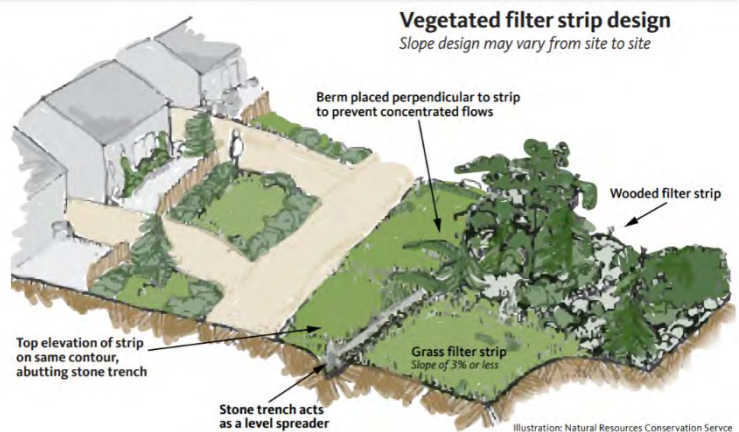 Vegetated filter strip design
Slope design may vary from site to site
Berm placed perpendicular to strip
to prevent concentrated flows
Wooded filter strip
Top elevation of strip
on same contour,
abutting stone trench
Grass filter strip
Slope of 3% or less
Stone trench acts
as a level spreader
Illustration: Natural Resources Conservation Servce